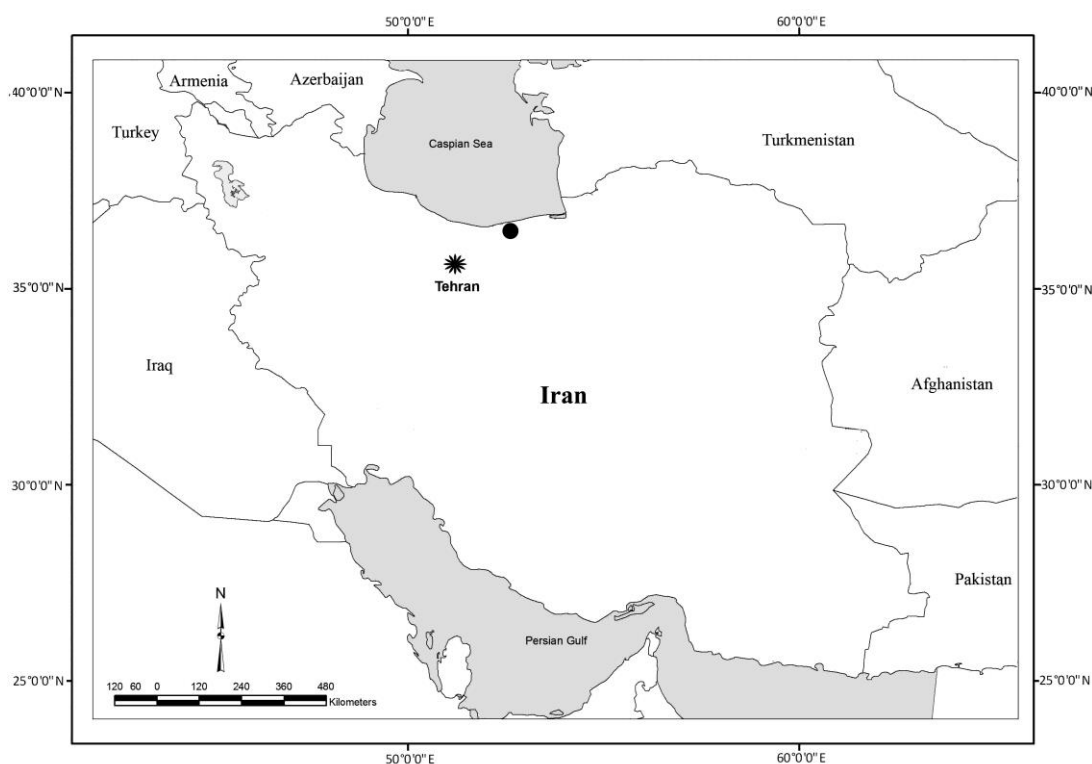 50°0'0"E 60°0'0"E
40°0'0"N 40°0'0"N
Armenia Azerbaijan
Turkey Caspian Sea Turkmenistan
Tehran
35°0'0"N 35°0'0"N
Iraq Iran Afghanistan
30°0'0"N 30°0'0"N
Pakistan
N
Persian Gulf
25°0'0"N 25°0'0"N
120 60 0 120 240 360 480
Kilometers
50°0'0"E 60°0'0"E